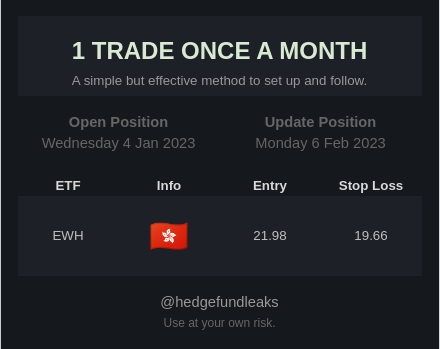 1 TRADE ONCE A MONTH
A simple but effective method to set up and follow.
Open Position Update Position
Wednesday 4 Jan 2023 Monday 6 Feb 2023
ETF Info Entry Stop Loss
EWH 21.98 19.66
@hedgefundleaks
Use at your own risk.